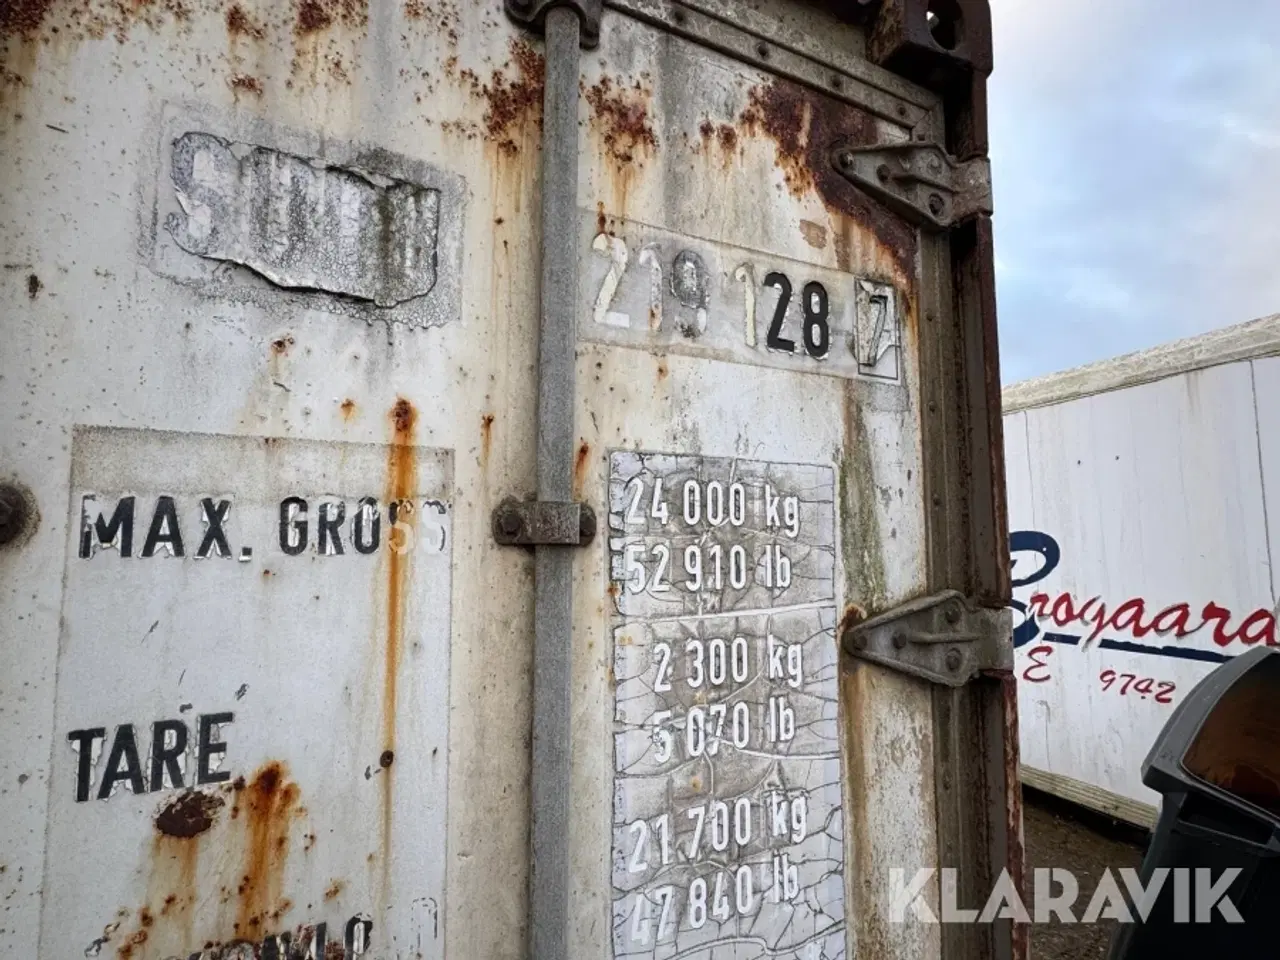 219 128 7
MAX. GROSS
24 000 kg
52 910 lb
TARE
2 300 kg
5 070 lb
21 700 kg
47 840 lb
Brogaard
E
9742
KLARAVIK